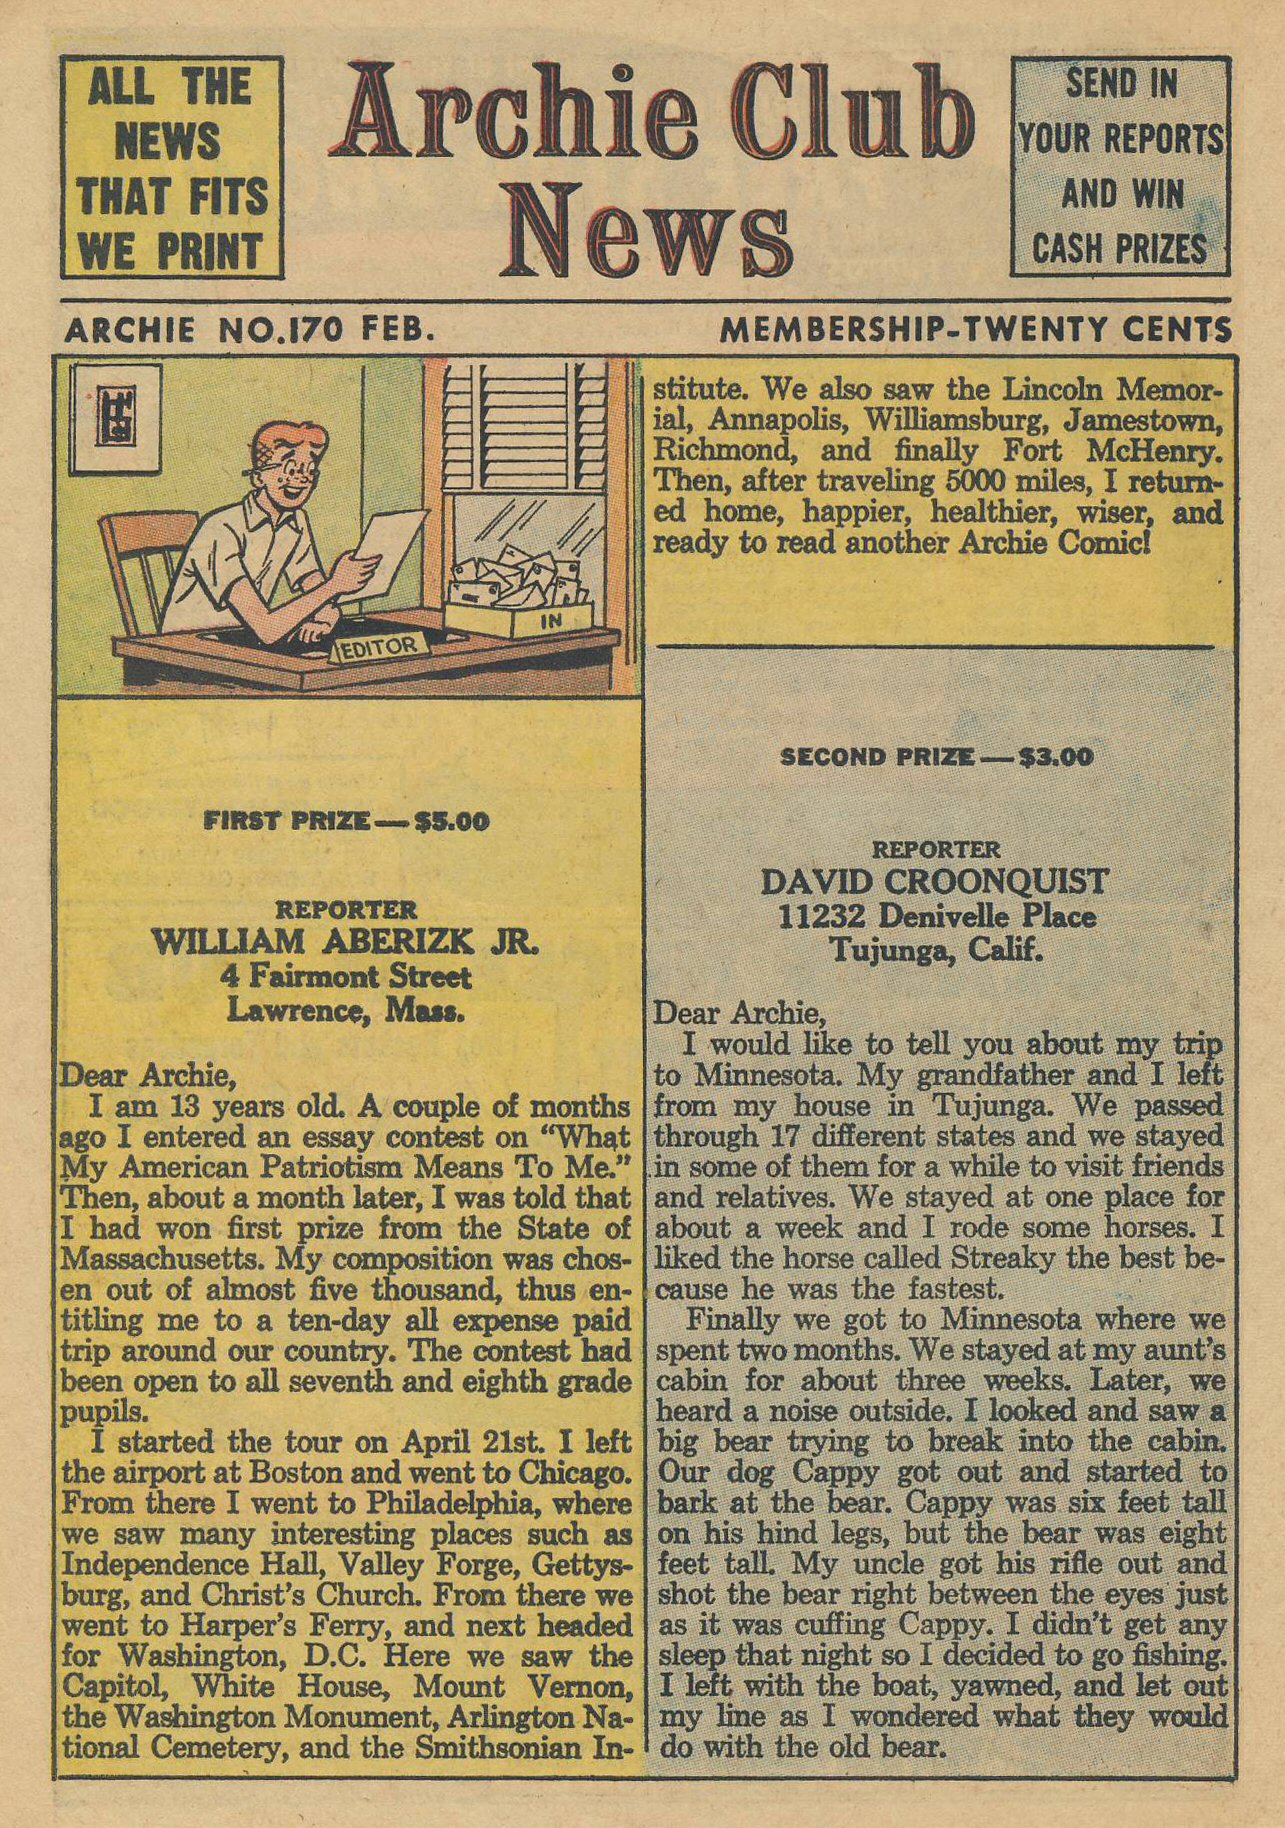 ALL THE
NEWS
THAT FITS
WE PRINT
Archie Club
News
SEND IN
YOUR REPORTS
AND WIN
CASH PRIZES
ARCHIE NO.170 FEB.
MEMBERSHIP-TWENTY CENTS
IN
EDITOR
FIRST PRIZE — $5.00
REPORTER
WILLIAM ABERIZK JR.
4 Fairmont Street
Lawrence, Mass.
Dear Archie,
I am 13 years old. A couple of months
ago I entered an essay contest on “What
My American Patriotism Means To Me.”
Then, about a month later, I was told that
I had won first prize from the State of
Massachusetts. My composition was chos-
en out of almost five thousand, thus en-
titling me to a ten-day all expense paid
trip around our country. The contest had
been open to all seventh and eighth grade
pupils.
I started the tour on April 21st. I left
the airport at Boston and went to Chicago.
From there I went to Philadelphia, where
we saw many interesting places such as
Independence Hall, Valley Forge, Gettys-
burg, and Christ's Church. From there we
went to Harper's Ferry, and next headed
for Washington, D.C. Here we saw the
Capitol, White House, Mount Vernon,
the Washington Monument, Arlington Na-
tional Cemetery, and the Smithsonian In-
stitute. We also saw the Lincoln Memor-
ial, Annapolis, Williamsburg, Jamestown,
Richmond, and finally Fort McHenry.
Then, after traveling 5000 miles, I return-
ed home, happier, healthier, wiser, and
ready to read another Archie Comic!
SECOND PRIZE — $3.00
REPORTER
DAVID CROONQUIST
11232 Denivelle Place
Tujunga, Calif.
Dear Archie,
I would like to tell you about my trip
to Minnesota. My grandfather and I left
from my house in Tujunga. We passed
through 17 different states and we stayed
in some of them for a while to visit friends
and relatives. We stayed at one place for
about a week and I rode some horses. I
liked the horse called Streaky the best be-
cause he was the fastest.
Finally we got to Minnesota where we
spent two months. We stayed at my aunt's
cabin for about three weeks. Later, we
heard a noise outside. I looked and saw a
big bear trying to break into the cabin.
Our dog Cappy got out and started to
bark at the bear. Cappy was six feet tall
on his hind legs, but the bear was eight
feet tall. My uncle got his rifle out and
shot the bear right between the eyes just
as it was cuffing Cappy. I didn't get any
sleep that night so I decided to go fishing.
I left with the boat, yawned, and let out
my line as I wondered what they would
do with the old bear.